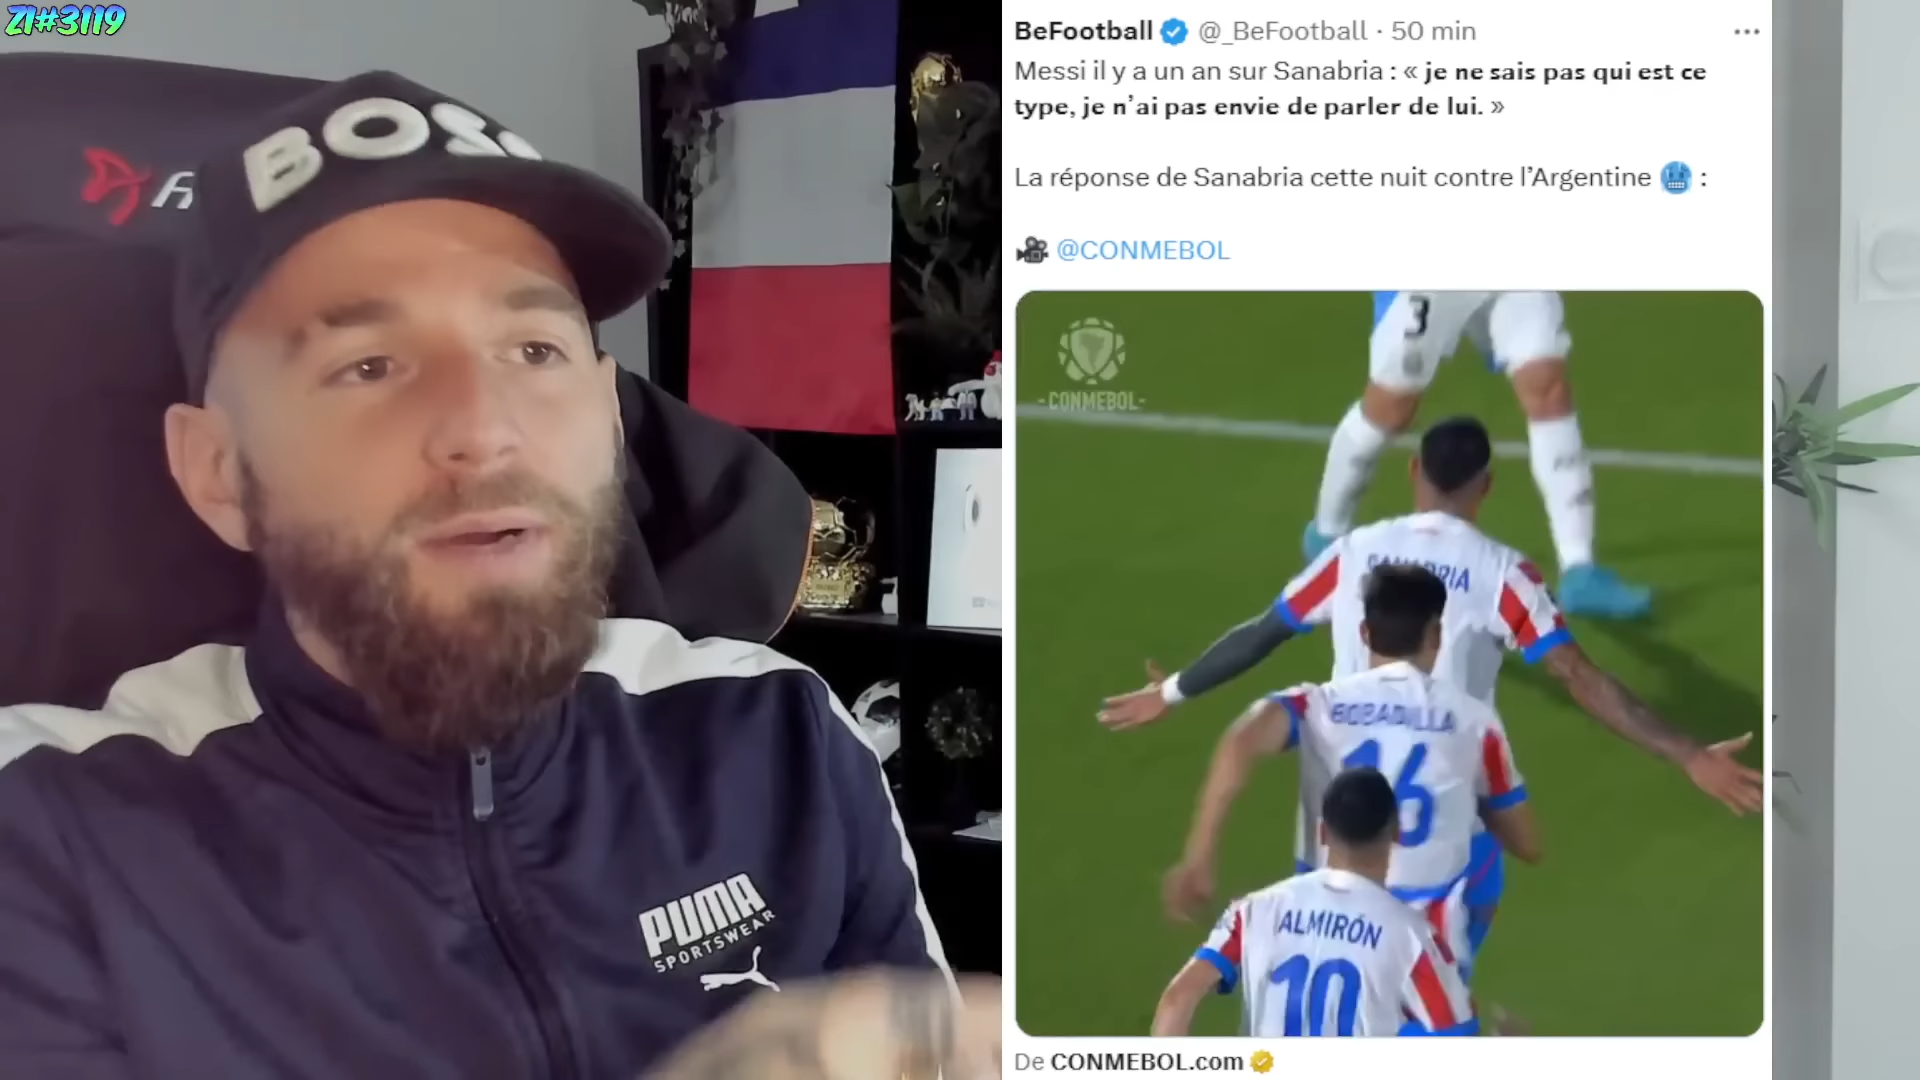 ZI#3119
BOSS
PUMA
SPORTSWEAR
BeFootball @_BeFootball · 50 min
Messi il y a un an sur Sanabria : « je ne sais pas qui est ce
type, je n'ai pas envie de parler de lui. »
La réponse de Sanabria cette nuit contre l'Argentine 🥶 :
🎥 @CONMEBOL
3
-CONMEBOL-
SANABRIA
BOBADILLA
16
ALMIRÓN
10
De CONMEBOL.com